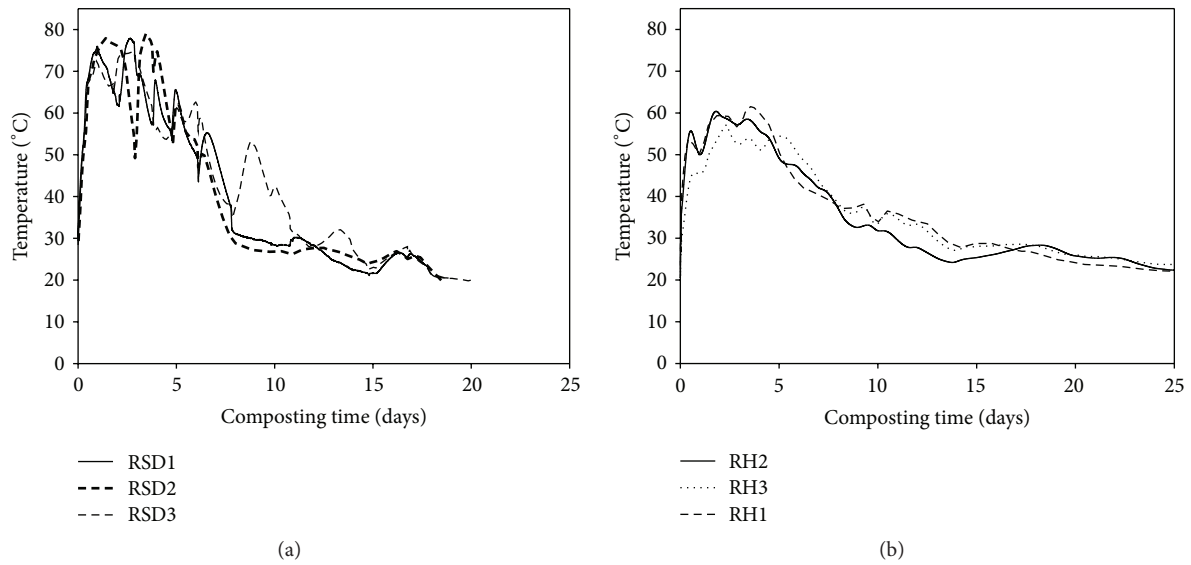 80
70
60
50
40
30
20
10
0
Temperature (°C)
0 5 10 15 20 25
Composting time (days)
RSD1
RSD2
RSD3
(a)
80
70
60
50
40
30
20
10
0
Temperature (°C)
0 5 10 15 20 25
Composting time (days)
RH2
RH3
RH1
(b)